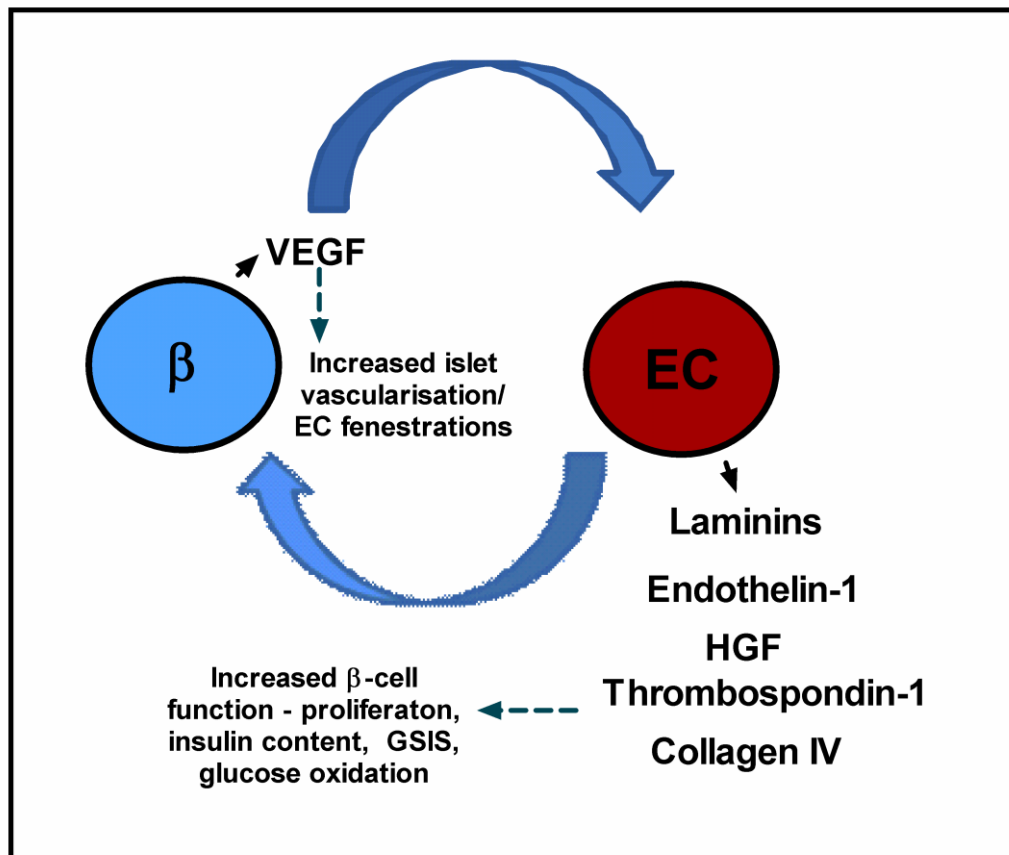 VEGF
β
Increased islet
vascularisation/
EC fenestrations
EC
Laminins
Endothelin-1
HGF
Thrombospondin-1
Collagen IV
Increased β-cell
function - proliferaton,
insulin content, GSIS,
glucose oxidation